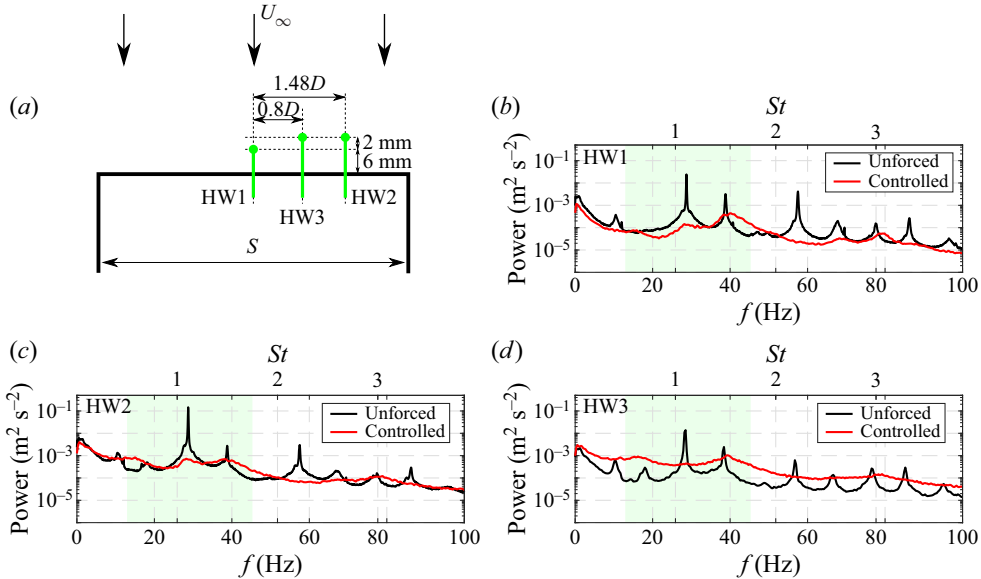 (a)
U∞
1.48D
0.8D
2 mm
6 mm
HW1
HW3
HW2
S
(b)
St
1 2 3
HW1
Unforced
Controlled
Power (m² s⁻²)
10⁻¹
10⁻³
10⁻⁵
0 20 40 60 80 100
f (Hz)
(c)
St
1 2 3
HW2
Unforced
Controlled
Power (m² s⁻²)
10⁻¹
10⁻³
10⁻⁵
0 20 40 60 80 100
f (Hz)
(d)
St
1 2 3
HW3
Unforced
Controlled
Power (m² s⁻²)
10⁻¹
10⁻³
10⁻⁵
0 20 40 60 80 100
f (Hz)